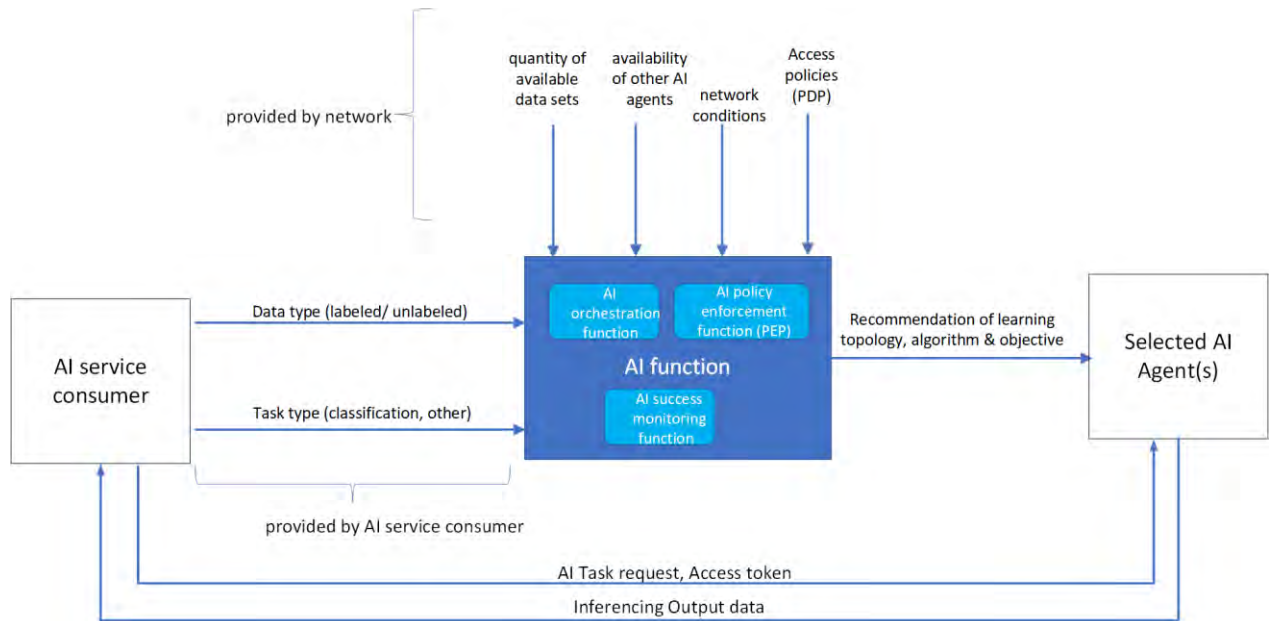 quantity of
available
data sets
availability
of other AI
agents
network
conditions
Access
policies
(PDP)
provided by network
AI
orchestration
function
AI policy
enforcement
function (PEP)
AI function
AI success
monitoring
function
Data type (labeled/ unlabeled)
AI service
consumer
Task type (classification, other)
Recommendation of learning
topology, algorithm & objective
Selected AI
Agent(s)
provided by AI service consumer
AI Task request, Access token
Inferencing Output data